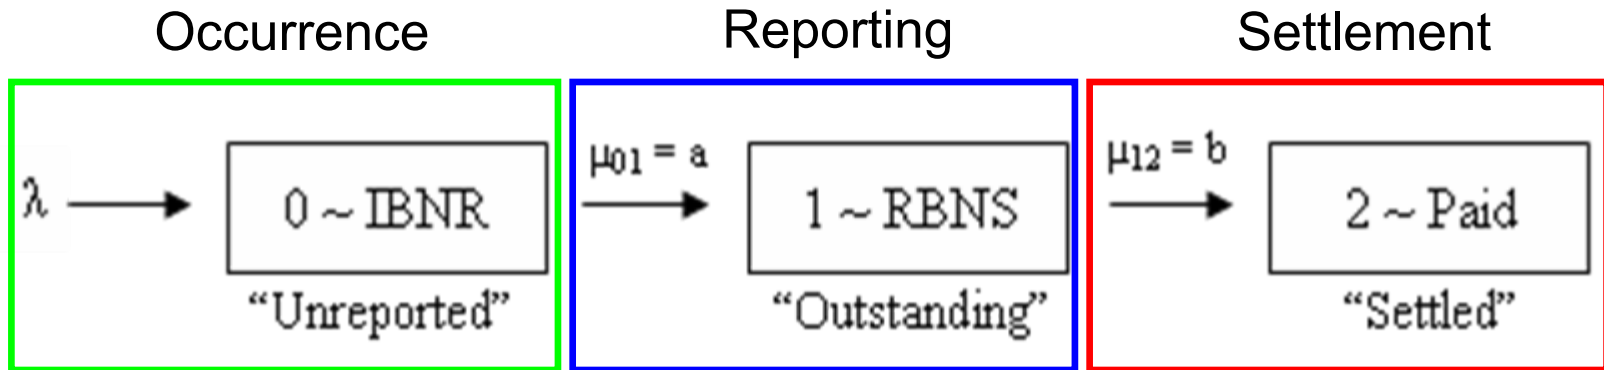 Occurrence
Reporting
Settlement
λ
0 ~ IBNR
"Unreported"
μ01 = a
1 ~ RBNS
"Outstanding"
μ12 = b
2 ~ Paid
"Settled"